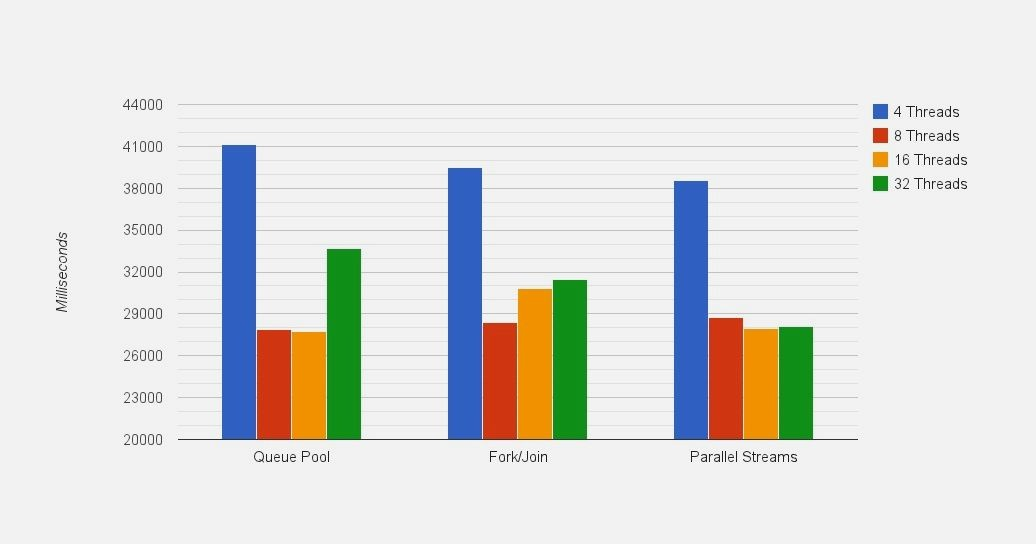 44000
41000
38000
35000
32000
29000
26000
23000
20000
Milliseconds
Queue Pool
Fork/Join
Parallel Streams
4 Threads
8 Threads
16 Threads
32 Threads